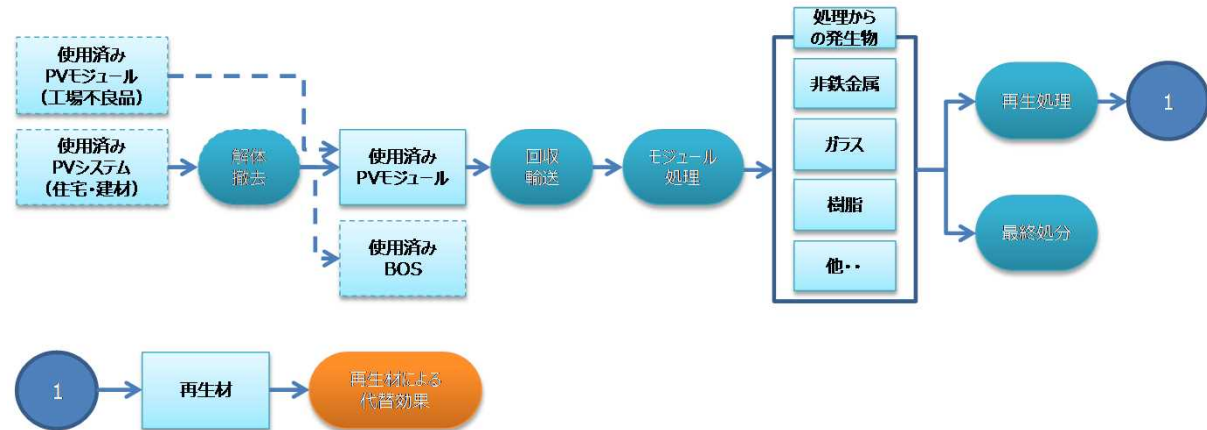 使用済み
PVモジュール
（工場不良品）
使用済み
PVシステム
（住宅・建材）
解体
撤去
使用済み
PVモジュール
使用済み
BOS
回収
輸送
モジュール
処理
処理から
の発生物
非鉄金属
ガラス
樹脂
他・・
再生処理
1
最終処分
1
再生材
再生材による
代替効果